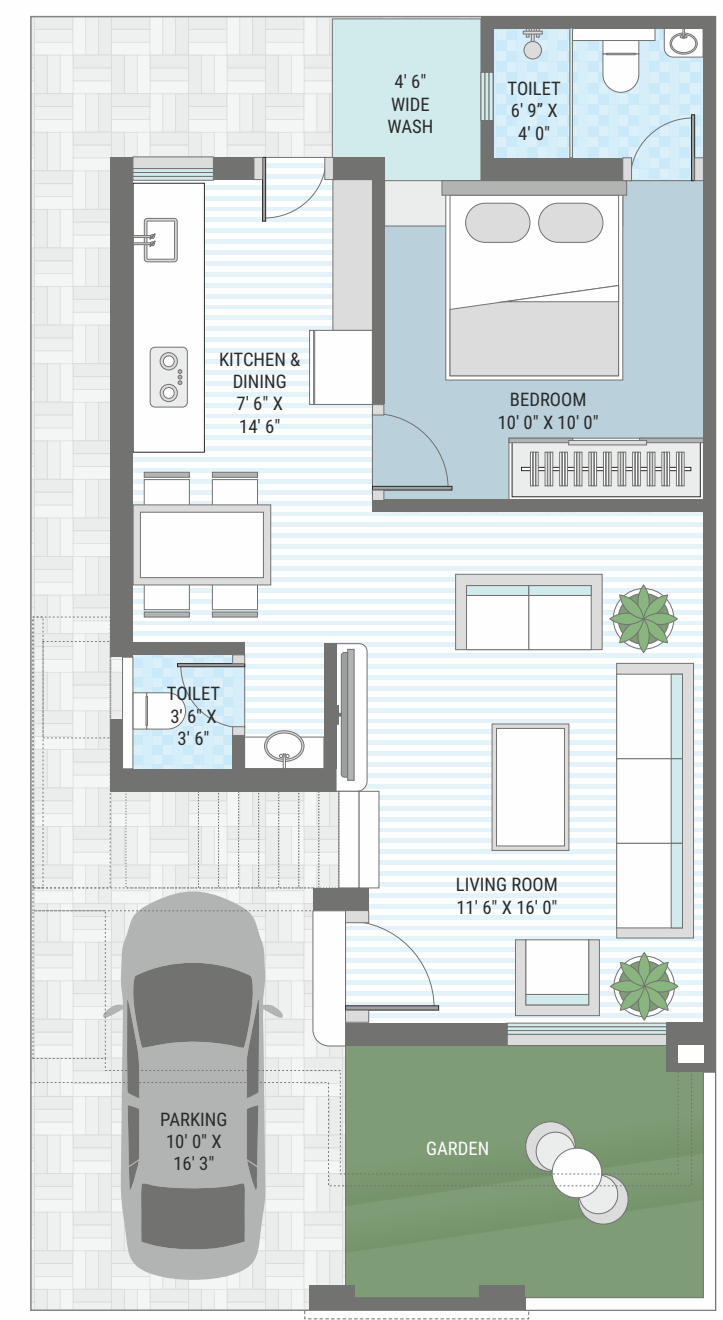 4' 6"
WIDE
WASH
TOILET
6' 9” X
4' 0"
KITCHEN &
DINING
7' 6" X
14' 6"
BEDROOM
10' 0" X 10' 0"
TOILET
3' 6" X
3' 6"
LIVING ROOM
11' 6" X 16' 0"
PARKING
10' 0" X
16' 3"
GARDEN